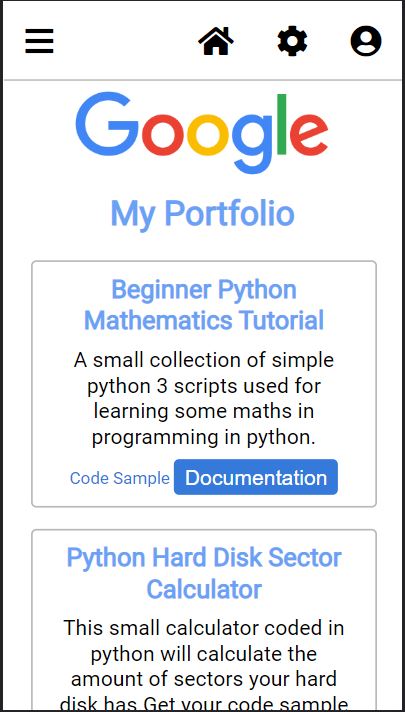 Google
My Portfolio
Beginner Python
Mathematics Tutorial
A small collection of simple
python 3 scripts used for
learning some maths in
programming in python.
Code Sample Documentation
Python Hard Disk Sector
Calculator
This small calculator coded in
python will calculate the
amount of sectors your hard
disk has Get your code sample